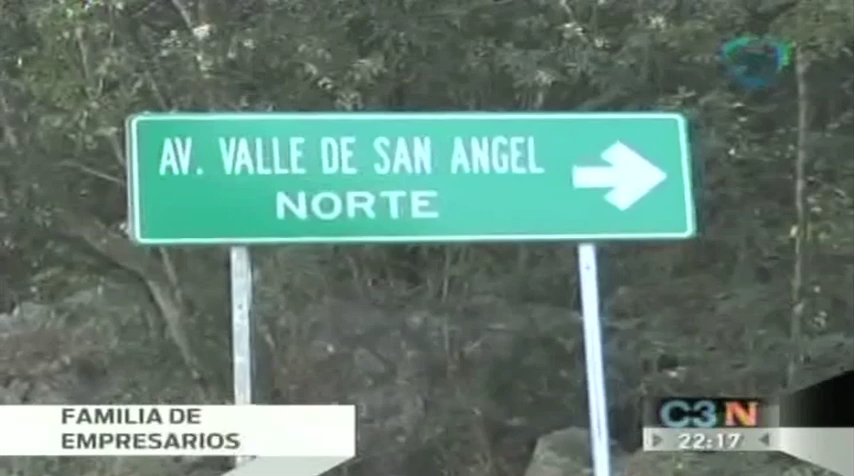 AV. VALLE DE SAN ANGEL
NORTE
FAMILIA DE
EMPRESARIOS
C3N
22:17